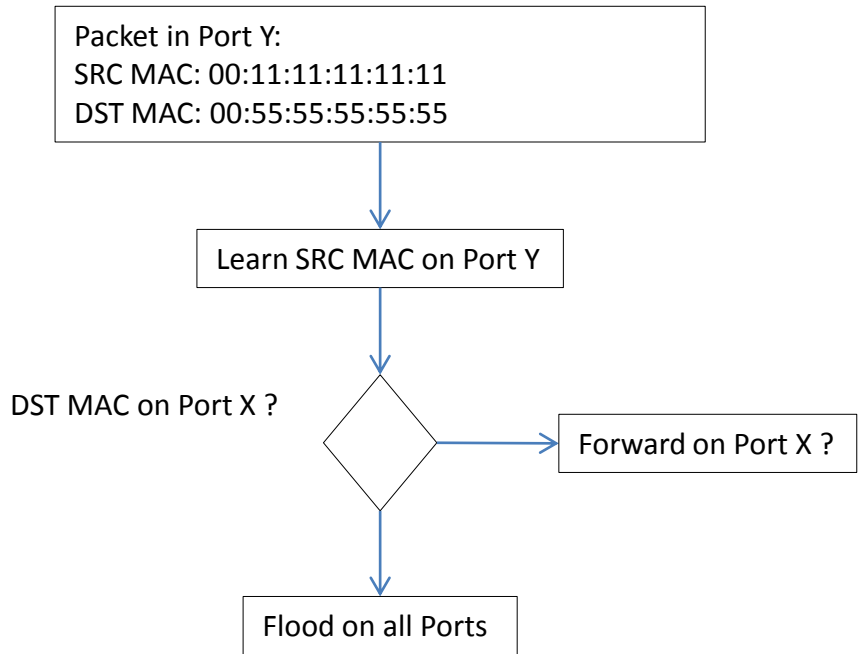 Packet in Port Y:
SRC MAC: 00:11:11:11:11:11
DST MAC: 00:55:55:55:55:55
Learn SRC MAC on Port Y
DST MAC on Port X ?
Forward on Port X ?
Flood on all Ports